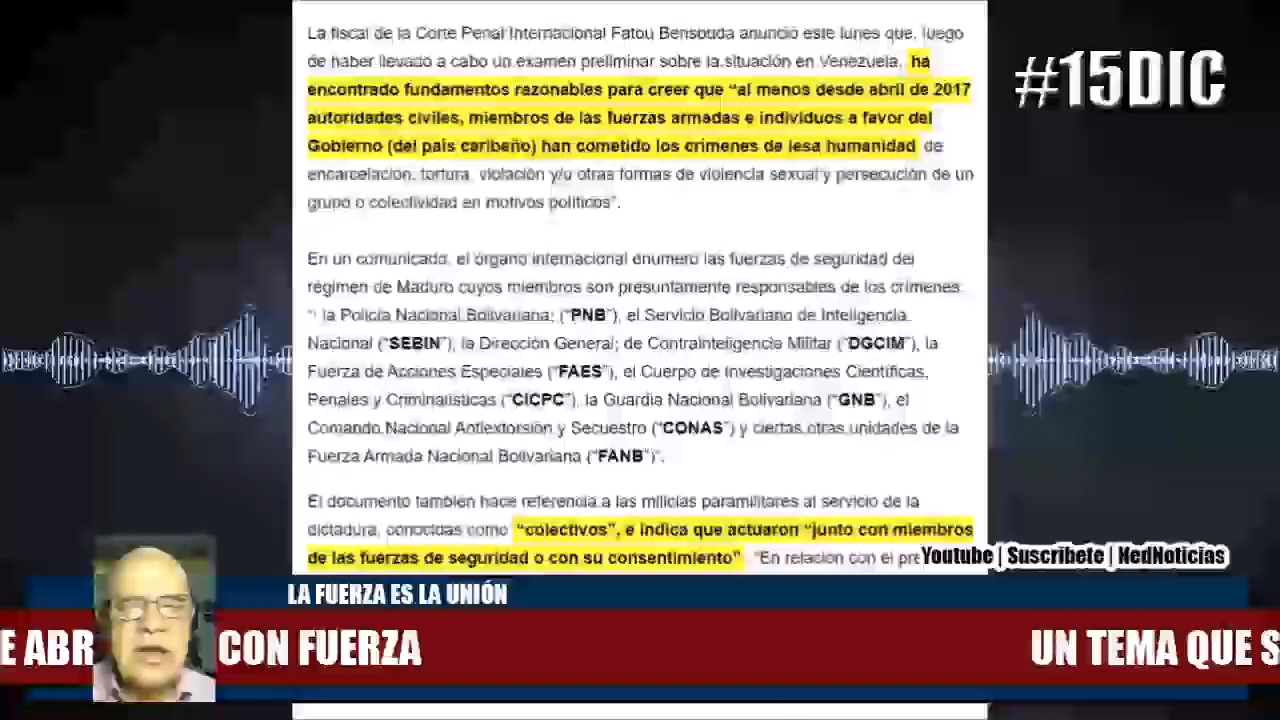 La fiscal de la Corte Penal Internacional Fatou Bensouda anunció este lunes que, luego
de haber llevado a cabo un examen preliminar sobre la situación en Venezuela, ha
encontrado fundamentos razonables para creer que “al menos desde abril de 2017
autoridades civiles, miembros de las fuerzas armadas e individuos a favor del
Gobierno (del país caribeño) han cometido los crímenes de lesa humanidad de
encarcelación, tortura, violación y/u otras formas de violencia sexual y persecución de un
grupo o colectividad en motivos políticos”.
En un comunicado, el órgano internacional enumero las fuerzas de seguridad del
régimen de Maduro cuyos miembros son presuntamente responsables de los crímenes:
“ la Policía Nacional Bolivariana; (“PNB”), el Servicio Bolivariano de Inteligencia
Nacional (“SEBIN”), la Dirección General; de Contrainteligencia Militar (“DGCIM”), la
Fuerza de Acciones Especiales (“FAES”), el Cuerpo de Investigaciones Científicas,
Penales y Criminalísticas (“CICPC”), la Guardia Nacional Bolivariana (“GNB”), el
Comando Nacional Antiextorsión y Secuestro (“CONAS”) y ciertas otras unidades de la
Fuerza Armada Nacional Bolivariana (“FANB”)”.
El documento también hace referencia a las milicias paramilitares al servicio de la
dictadura, conocidas como “colectivos”, e indica que actuaron “junto con miembros
de las fuerzas de seguridad o con su consentimiento”. “En relación con el pre
#15DIC
Youtube | Suscribete | NedNoticias
LA FUERZA ES LA UNIÓN
E ABR CON FUERZA UN TEMA QUE S